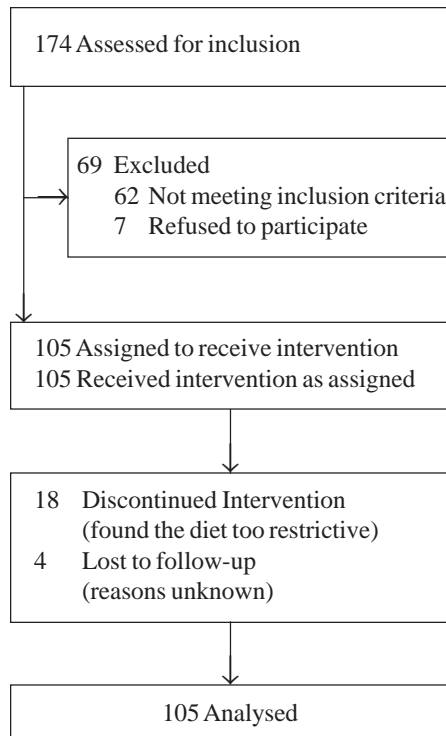 174 Assessed for inclusion
69 Excluded
62 Not meeting inclusion criteria
7 Refused to participate
105 Assigned to receive intervention
105 Received intervention as assigned
18 Discontinued Intervention
(found the diet too restrictive)
4 Lost to follow-up
(reasons unknown)
105 Analysed